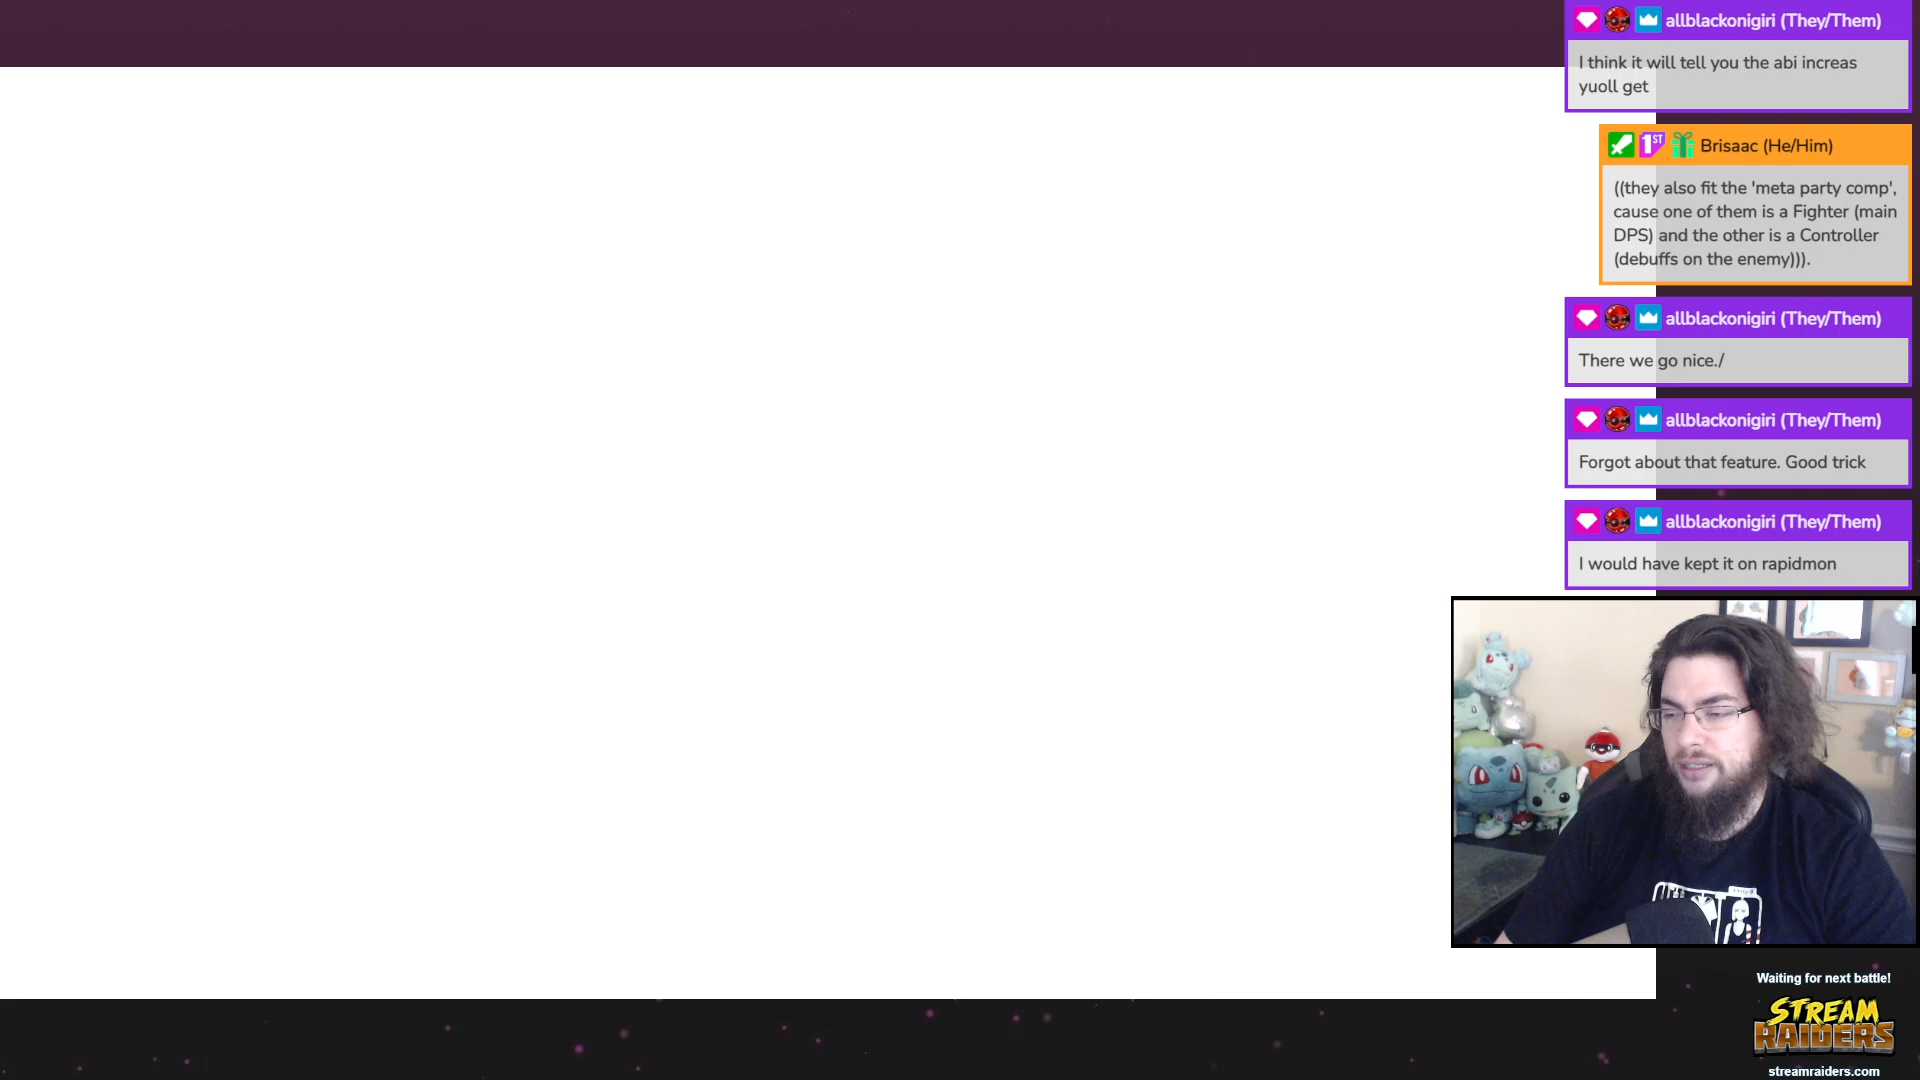 allblackonigiri (They/Them)
I think it will tell you the abi increas
yuoll get
1ST Brisaac (He/Him)
((they also fit the 'meta party comp',
cause one of them is a Fighter (main
DPS) and the other is a Controller
(debuffs on the enemy))).
allblackonigiri (They/Them)
There we go nice./
allblackonigiri (They/Them)
Forgot about that feature. Good trick
allblackonigiri (They/Them)
I would have kept it on rapidmon
Waiting for next battle!
STREAM
RAIDERS
streamraiders.com